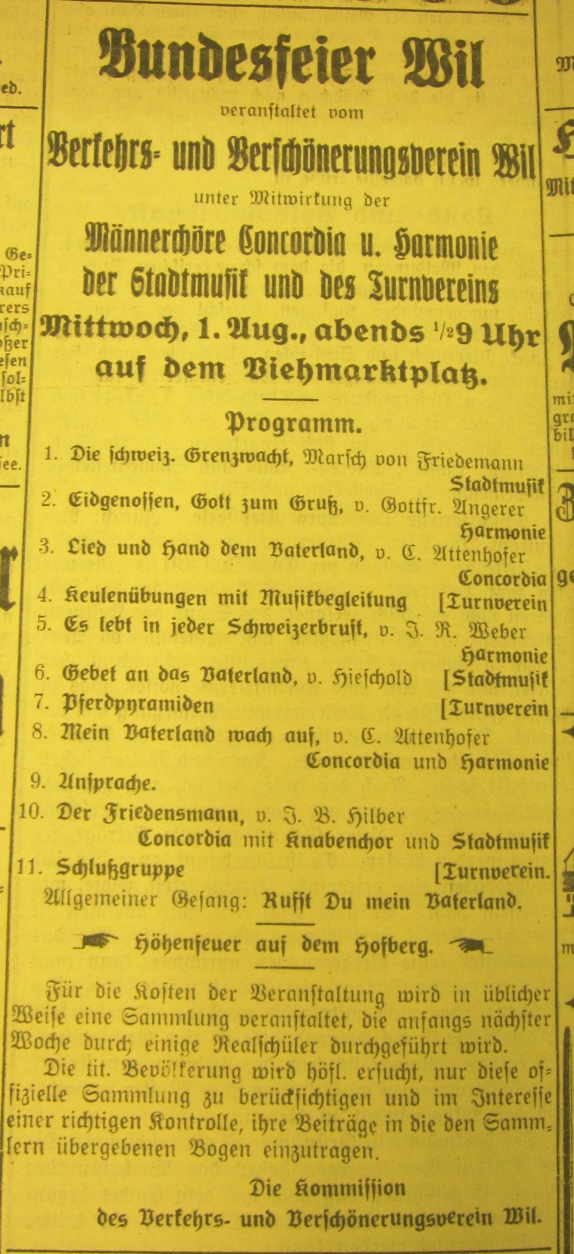 Bundesfeier Wil
veranstaltet vom
Verkehrs- und Verschönerungsverein Wil
unter Mitwirkung der
Männerchöre Concordia u. Harmonie
der Stadtmusik und des Turnvereins
Mittwoch, 1. Aug., abends 1/29 Uhr
auf dem Viehmarktplatz.
Programm.
1. Die schweiz. Grenzwacht, Marsch von Friedemann
Stadtmusik
2. Eidgenossen, Gott zum Gruß, v. Gottfr. Angerer
Harmonie
3. Lied und Hand dem Vaterland, v. C. Attenhofer
Concordia
4. Keulenübungen mit Musikbegleitung [Turnverein
5. Es lebt in jeder Schweizerbrust, v. J. R. Weber
Harmonie
6. Gebet an das Vaterland, v. Hieschold [Stadtmusik
7. Pferdpyramiden [Turnverein
8. Mein Vaterland wach auf, v. C. Attenhofer
Concordia und Harmonie
9. Ansprache.
10. Der Friedensmann, v. J. B. Hilber
Concordia mit Knabenchor und Stadtmusik
11. Schlußgruppe [Turnverein.
Allgemeiner Gesang: Rufst Du mein Vaterland.
Höhenfeuer auf dem Hofberg.
Für die Kosten der Veranstaltung wird in üblicher
Weise eine Sammlung veranstaltet, die anfangs nächster
Woche durch einige Realschüler durchgeführt wird.
Die tit. Bevölkerung wird höfl. ersucht, nur diese of-
fizielle Sammlung zu berücksichtigen und im Interesse
einer richtigen Kontrolle, ihre Beiträge in die den Samm-
lern übergebenen Bogen einzutragen.
Die Kommission
des Verkehrs- und Verschönerungsverein Wil.